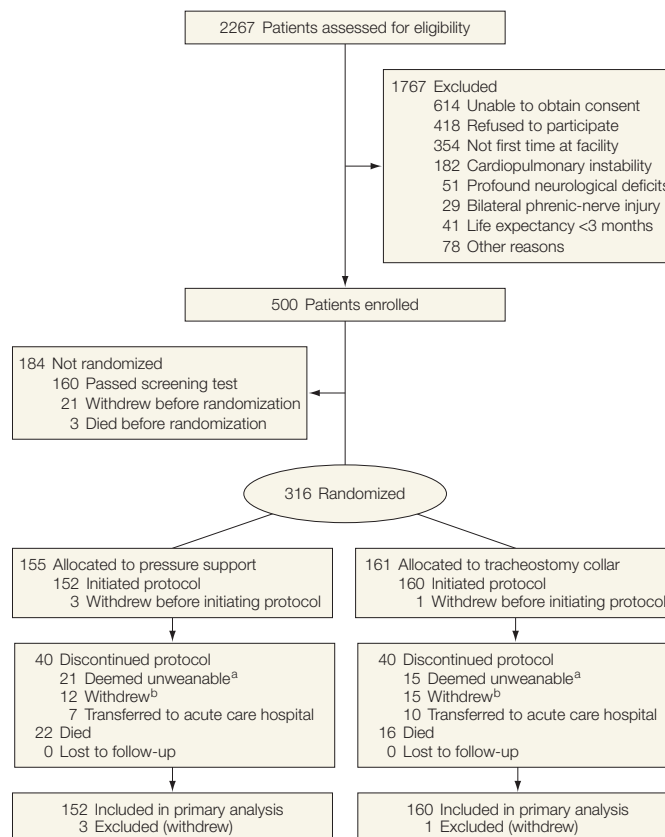 2267 Patients assessed for eligibility
1767 Excluded
614 Unable to obtain consent
418 Refused to participate
354 Not first time at facility
182 Cardiopulmonary instability
51 Profound neurological deficits
29 Bilateral phrenic-nerve injury
41 Life expectancy <3 months
78 Other reasons
500 Patients enrolled
184 Not randomized
160 Passed screening test
21 Withdrew before randomization
3 Died before randomization
316 Randomized
155 Allocated to pressure support
152 Initiated protocol
3 Withdrew before initiating protocol
161 Allocated to tracheostomy collar
160 Initiated protocol
1 Withdrew before initiating protocol
40 Discontinued protocol
21 Deemed unweanableᵃ
12 Withdrewᵇ
7 Transferred to acute care hospital
22 Died
0 Lost to follow-up
40 Discontinued protocol
15 Deemed unweanableᵃ
15 Withdrewᵇ
10 Transferred to acute care hospital
16 Died
0 Lost to follow-up
152 Included in primary analysis
3 Excluded (withdrew)
160 Included in primary analysis
1 Excluded (withdrew)